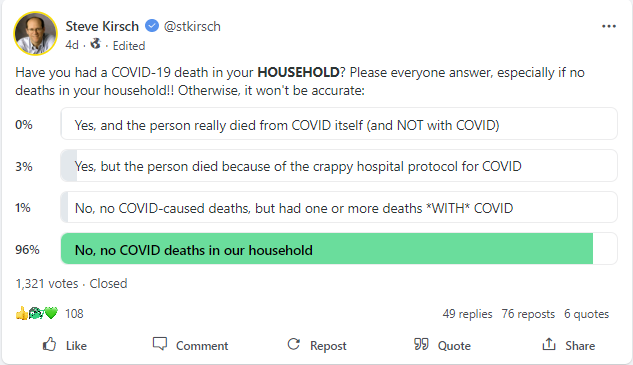 Steve Kirsch @stkirsch
4d · Edited
Have you had a COVID-19 death in your HOUSEHOLD? Please everyone answer, especially if no
deaths in your household!! Otherwise, it won't be accurate:
0% Yes, and the person really died from COVID itself (and NOT with COVID)
3% Yes, but the person died because of the crappy hospital protocol for COVID
1% No, no COVID-caused deaths, but had one or more deaths *WITH* COVID
96% No, no COVID deaths in our household
1,321 votes · Closed
108 49 replies 76 reposts 6 quotes
Like Comment Repost Quote Share